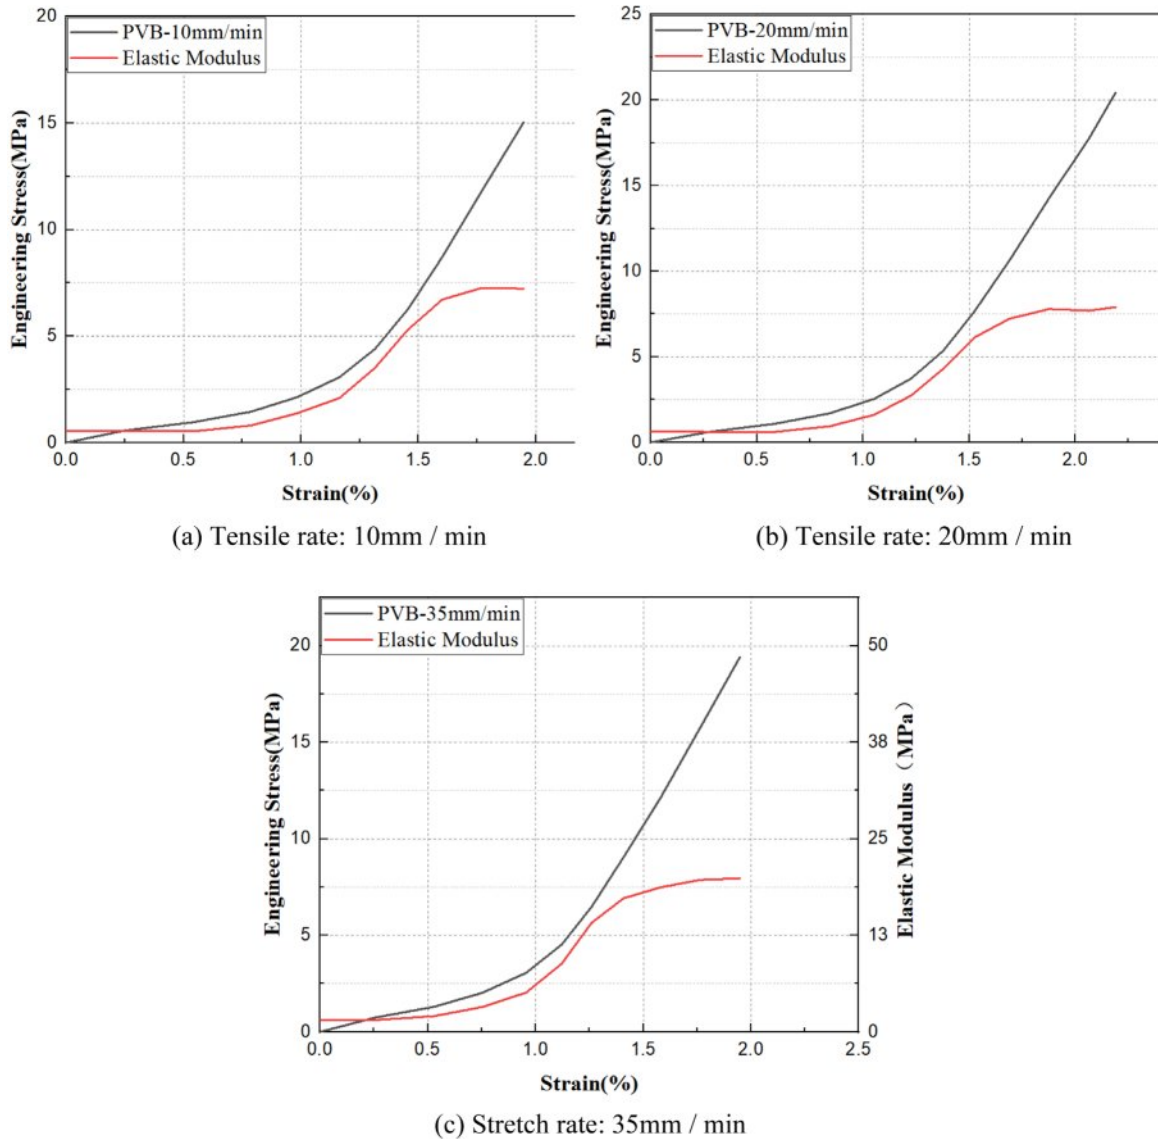 PVB-10mm/min
Elastic Modulus
Engineering Stress(MPa)
20
15
10
5
0
0.0 0.5 1.0 1.5 2.0
Strain(%)
(a) Tensile rate: 10mm / min
PVB-20mm/min
Elastic Modulus
Engineering Stress(MPa)
25
20
15
10
5
0
0.0 0.5 1.0 1.5 2.0
Strain(%)
(b) Tensile rate: 20mm / min
PVB-35mm/min
Elastic Modulus
Engineering Stress(MPa)
20
15
10
5
0
0.0 0.5 1.0 1.5 2.0 2.5
Strain(%)
50
38
25
13
0
Elastic Modulus（MPa）
(c) Stretch rate: 35mm / min